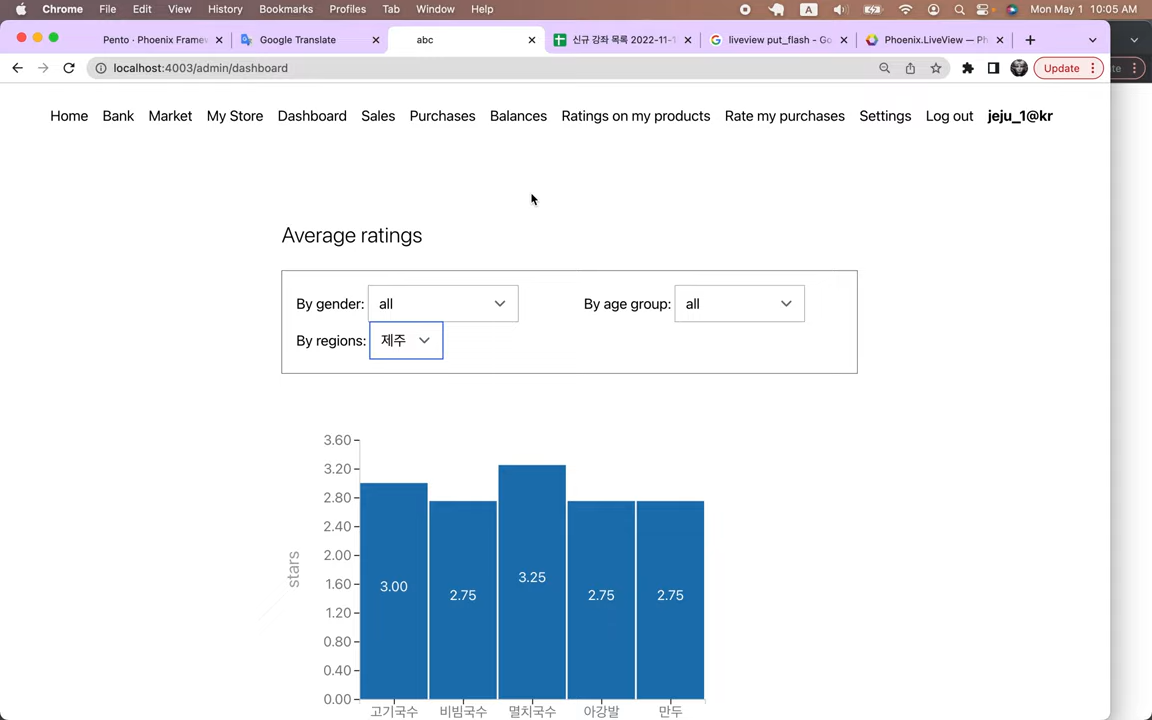 Chrome File Edit View History Bookmarks Profiles Tab Window Help A Mon May 1 10:05 AM
Pento · Phoenix Framew Google Translate abc 신규 강좌 목록 2022-11-1 liveview put_flash - Go Phoenix.LiveView — Ph
localhost:4003/admin/dashboard Update te
Home Bank Market My Store Dashboard Sales Purchases Balances Ratings on my products Rate my purchases Settings Log out jeju_1@kr
Average ratings
By gender: all By age group: all
By regions: 제주
3.60
3.20
2.80
2.40
2.00
1.60
1.20
0.80
0.40
0.00
stars
3.00 2.75 3.25 2.75 2.75
고기국수 비빔국수 멸치국수 아강발 만두